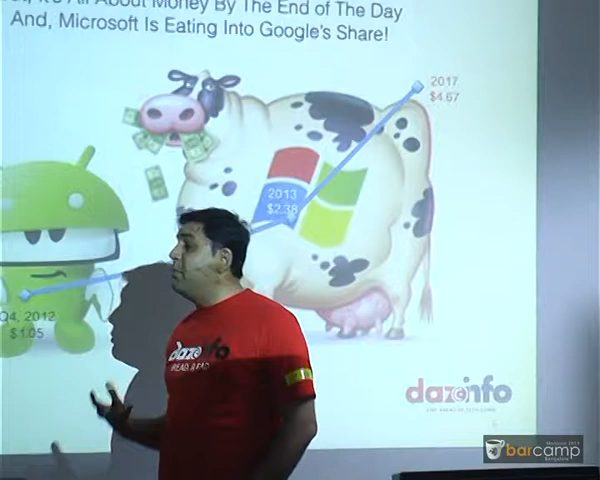 It's All About Money By The End of The Day
And, Microsoft Is Eating Into Google's Share!
2017
$4.67
2013
$2.38
Q4, 2012
$1.05
dazeinfo
dazeinfo
barcamp
Bangalore